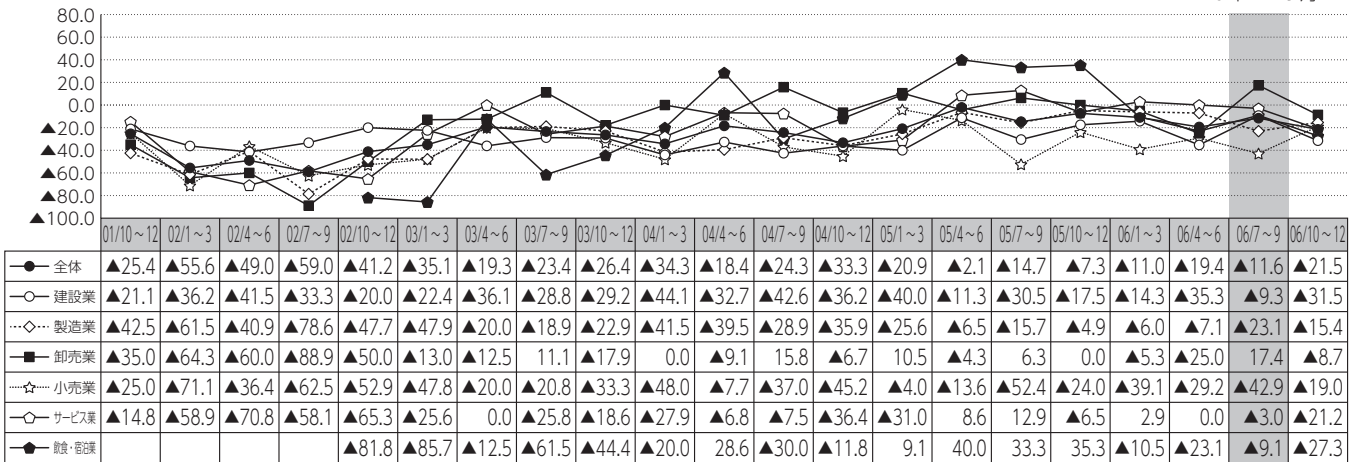 80.0
60.0
40.0
20.0
0.0
▲20.0
▲40.0
▲60.0
▲80.0
▲100.0
01/10～12 02/1～3 02/4～6 02/7～9 02/10～12 03/1～3 03/4～6 03/7～9 03/10～12 04/1～3 04/4～6 04/7～9 04/10～12 05/1～3 05/4～6 05/7～9 05/10～12 06/1～3 06/4～6 06/7～9 06/10～12
全体 ▲25.4 ▲55.6 ▲49.0 ▲59.0 ▲41.2 ▲35.1 ▲19.3 ▲23.4 ▲26.4 ▲34.3 ▲18.4 ▲24.3 ▲33.3 ▲20.9 ▲2.1 ▲14.7 ▲7.3 ▲11.0 ▲19.4 ▲11.6 ▲21.5
建設業 ▲21.1 ▲36.2 ▲41.5 ▲33.3 ▲20.0 ▲22.4 ▲36.1 ▲28.8 ▲29.2 ▲44.1 ▲32.7 ▲42.6 ▲36.2 ▲40.0 ▲11.3 ▲30.5 ▲17.5 ▲14.3 ▲35.3 ▲9.3 ▲31.5
製造業 ▲42.5 ▲61.5 ▲40.9 ▲78.6 ▲47.7 ▲47.9 ▲20.0 ▲18.9 ▲22.9 ▲41.5 ▲39.5 ▲28.9 ▲35.9 ▲25.6 ▲6.5 ▲15.7 ▲4.9 ▲6.0 ▲7.1 ▲23.1 ▲15.4
卸売業 ▲35.0 ▲64.3 ▲60.0 ▲88.9 ▲50.0 ▲13.0 ▲12.5 11.1 ▲17.9 0.0 ▲9.1 15.8 ▲6.7 10.5 ▲4.3 6.3 0.0 ▲5.3 ▲25.0 17.4 ▲8.7
小売業 ▲25.0 ▲71.1 ▲36.4 ▲62.5 ▲52.9 ▲47.8 ▲20.0 ▲20.8 ▲33.3 ▲48.0 ▲7.7 ▲37.0 ▲45.2 ▲4.0 ▲13.6 ▲52.4 ▲24.0 ▲39.1 ▲29.2 ▲42.9 ▲19.0
サービス業 ▲14.8 ▲58.9 ▲70.8 ▲58.1 ▲65.3 ▲25.6 0.0 ▲25.8 ▲18.6 ▲27.9 ▲6.8 ▲7.5 ▲36.4 ▲31.0 8.6 12.9 ▲6.5 2.9 0.0 ▲3.0 ▲21.2
飲食・宿泊業 ▲81.8 ▲85.7 ▲12.5 ▲61.5 ▲44.4 ▲20.0 28.6 ▲30.0 ▲11.8 9.1 40.0 33.3 35.3 ▲10.5 ▲23.1 ▲9.1 ▲27.3